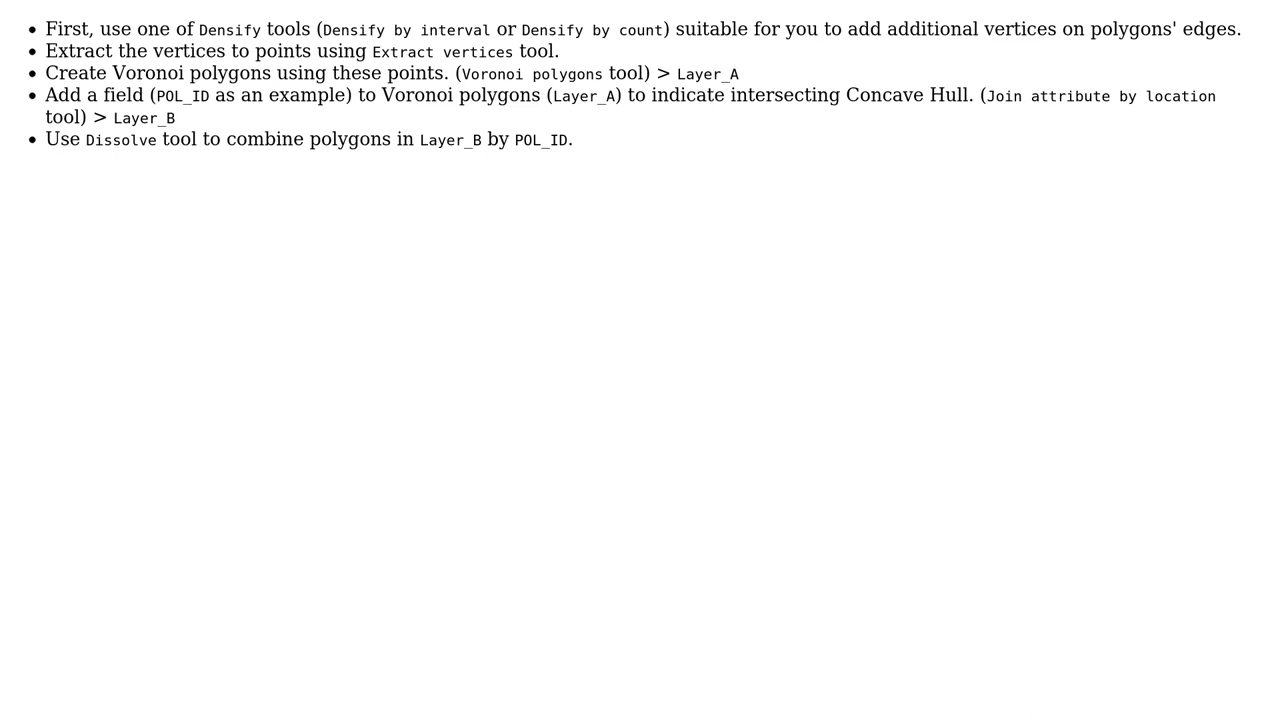 • First, use one of Densify tools (Densify by interval or Densify by count) suitable for you to add additional vertices on polygons' edges.
• Extract the vertices to points using Extract vertices tool.
• Create Voronoi polygons using these points. (Voronoi polygons tool) > Layer_A
• Add a field (POL_ID as an example) to Voronoi polygons (Layer_A) to indicate intersecting Concave Hull. (Join attribute by location
tool) > Layer_B
• Use Dissolve tool to combine polygons in Layer_B by POL_ID.